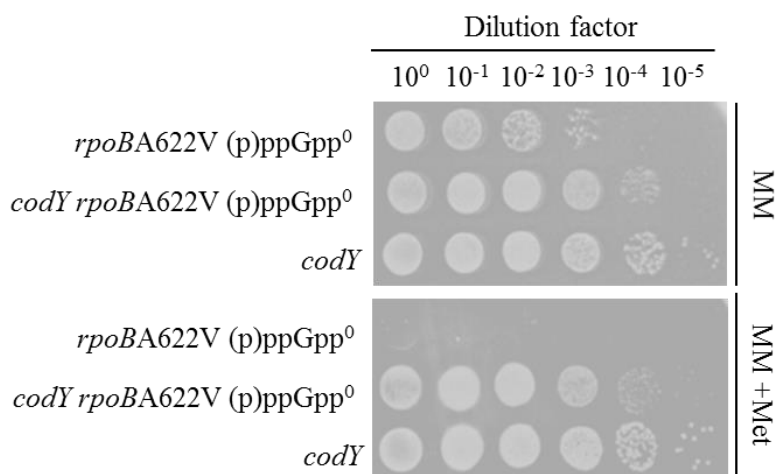 Dilution factor
10⁰ 10⁻¹ 10⁻² 10⁻³ 10⁻⁴ 10⁻⁵
rpoBA622V (p)ppGpp⁰
codY rpoBA622V (p)ppGpp⁰
codY
MM
rpoBA622V (p)ppGpp⁰
codY rpoBA622V (p)ppGpp⁰
codY
MM +Met